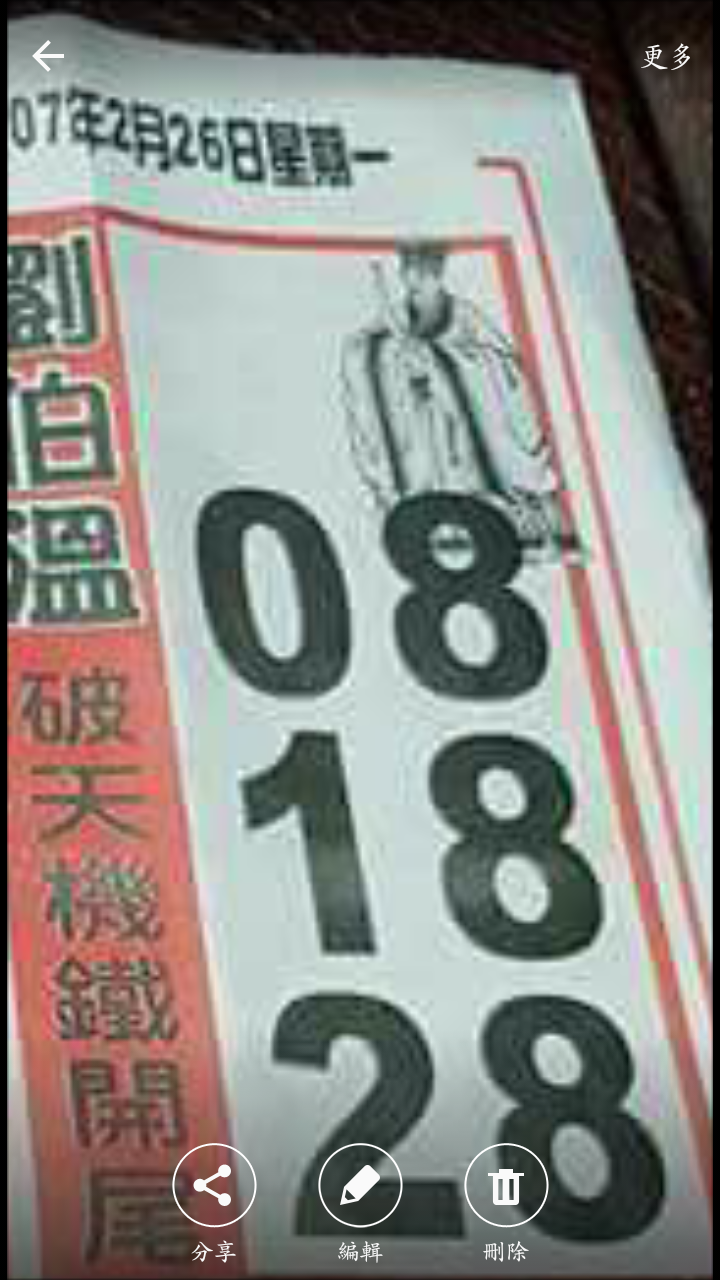 更多
07年2月26日星期一
劉伯溫
破天機鐵開尾
08
18
28
分享
編輯
刪除